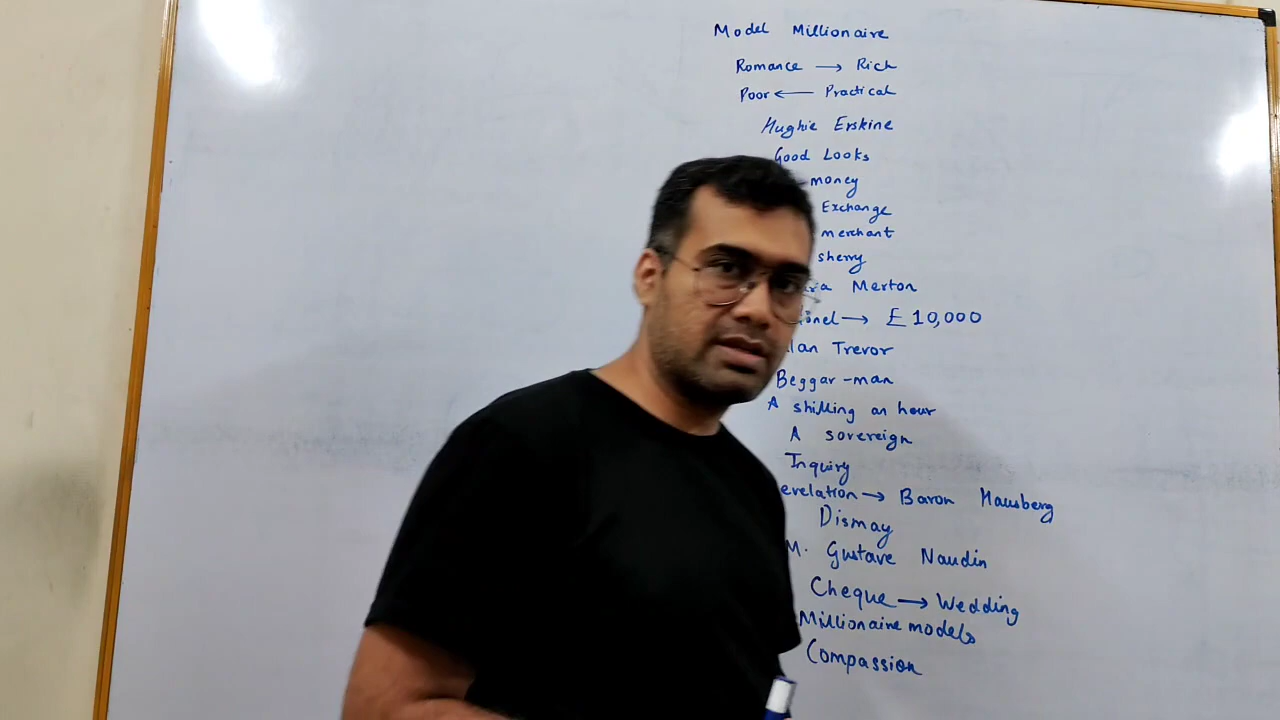 Model Millionaire
Romance → Rich
Poor ← Practical
Hughie Erskine
Good Looks
money
Exchange
merchant
sherry
Merton
→ £10,000
Trevor
Beggar-man
A shilling an hour
A sovereign
Inquiry
evelation → Baron Hausberg
Dismay
M. Gustave Naudin
Cheque → Wedding
Millionaire models
Compassion